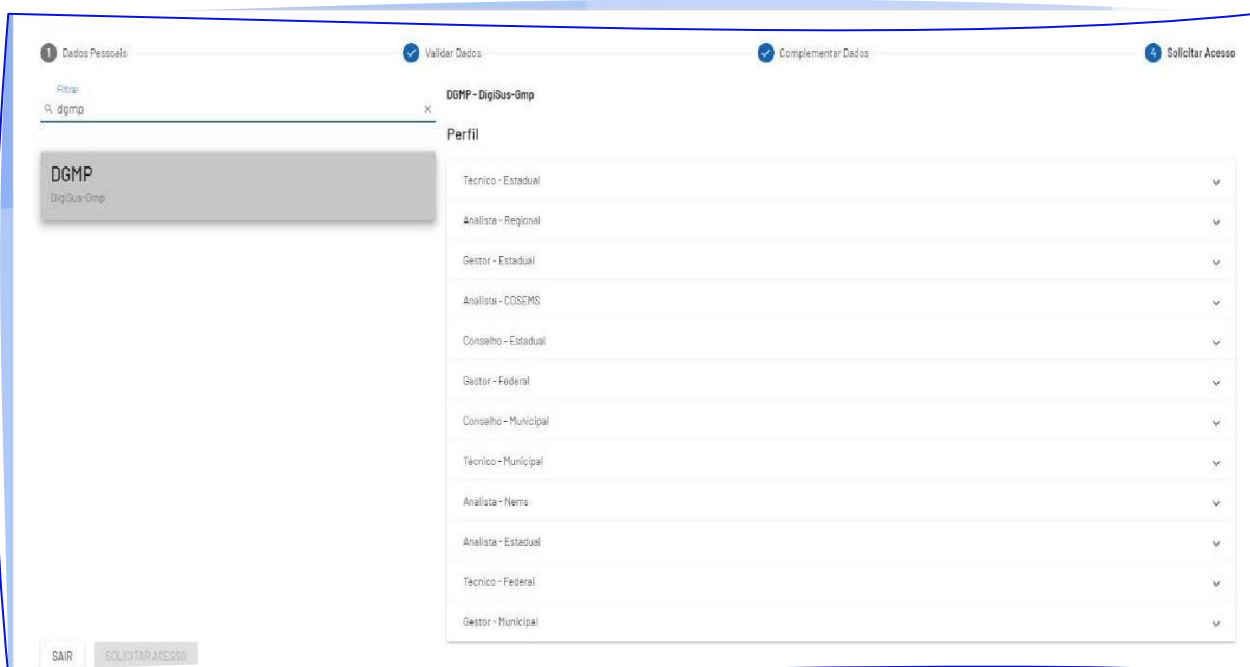 1 Dados Pessoais
Validar Dados
Complementar Dados
4 Solicitar Acesso
Filtrar
dgmp
DGMP
DigiSus-Gmp
DGMP - DigiSus-Gmp
Perfil
Técnico - Estadual
Analista - Regional
Gestor - Estadual
Analista - COSEMS
Conselho - Estadual
Gestor - Federal
Conselho - Municipal
Técnico - Municipal
Analista - Nems
Analista - Estadual
Técnico - Federal
Gestor - Municipal
SAIR
SOLICITAR ACESSO